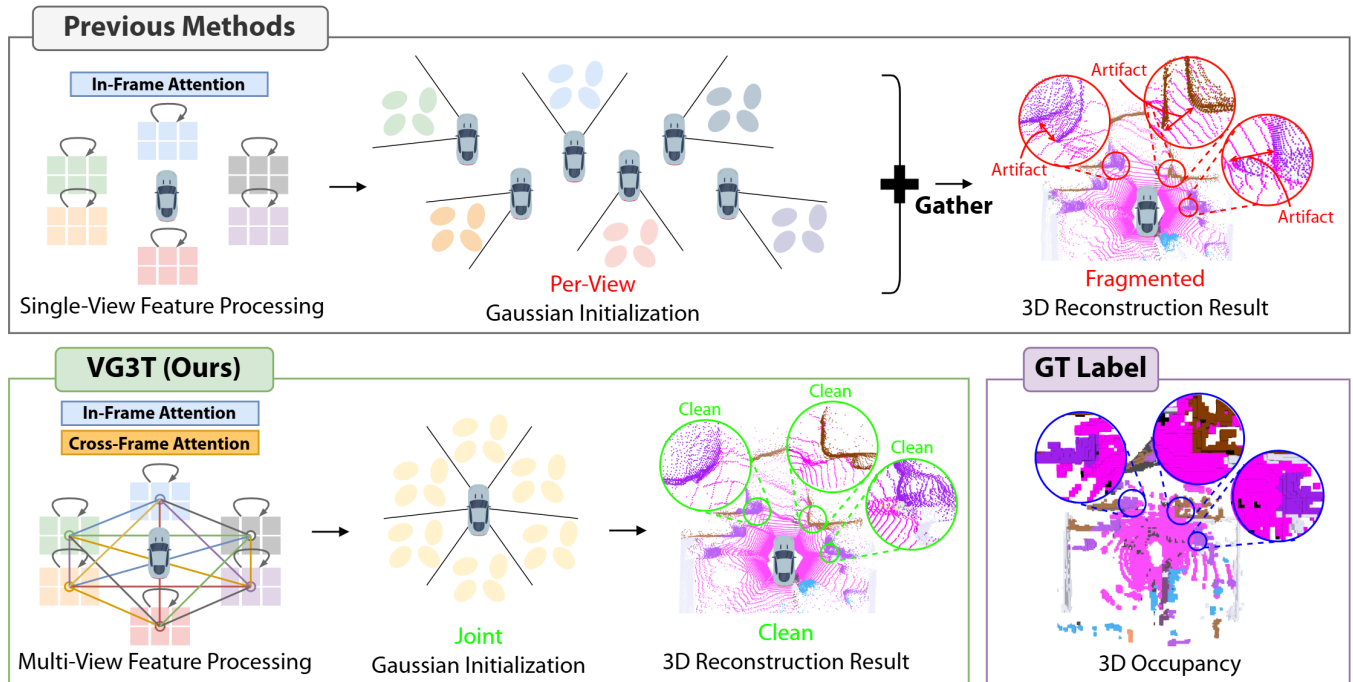 Previous Methods
In-Frame Attention
Single-View Feature Processing
Per-View
Gaussian Initialization
Gather
Artifact
Artifact
Artifact
Fragmented
3D Reconstruction Result
VG3T (Ours)
In-Frame Attention
Cross-Frame Attention
Multi-View Feature Processing
Joint
Gaussian Initialization
Clean
Clean
Clean
Clean
3D Reconstruction Result
GT Label
3D Occupancy